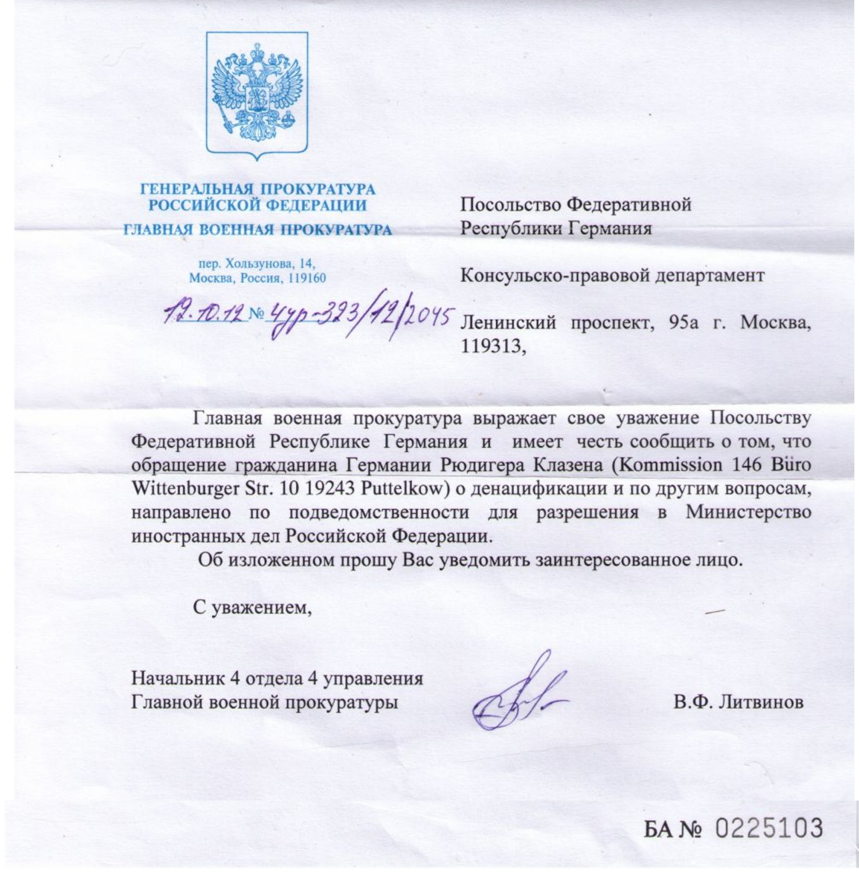 ГЕНЕРАЛЬНАЯ ПРОКУРАТУРА
РОССИЙСКОЙ ФЕДЕРАЦИИ
ГЛАВНАЯ ВОЕННАЯ ПРОКУРАТУРА
пер. Хользунова, 14,
Москва, Россия, 119160
19.10.12 № 4ур-323/12/2045
Посольство Федеративной
Республики Германия
Консульско-правовой департамент
Ленинский проспект, 95а г. Москва,
119313,
Главная военная прокуратура выражает свое уважение Посольству
Федеративной Республике Германия и имеет честь сообщить о том, что
обращение гражданина Германии Рюдигера Клазена (Kommission 146 Büro
Wittenburger Str. 10 19243 Puttelkow) о денацификации и по другим вопросам,
направлено по подведомственности для разрешения в Министерство
иностранных дел Российской Федерации.
Об изложенном прошу Вас уведомить заинтересованное лицо.
С уважением,
Начальник 4 отдела 4 управления
Главной военной прокуратуры
В.Ф. Литвинов
БА № 0225103